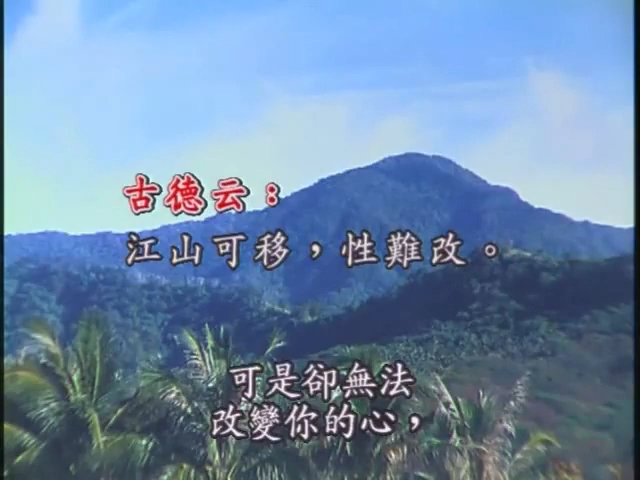 古德云：
江山可移，性難改。
可是卻無法
改變你的心，